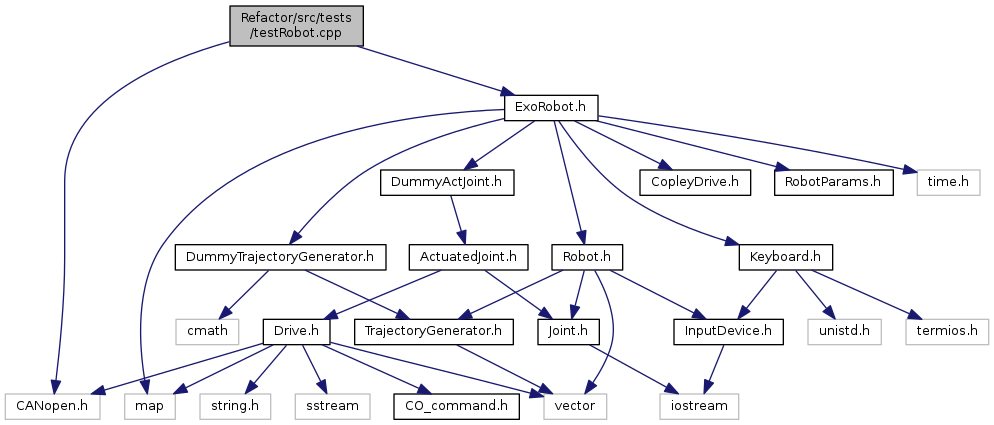 Refactor/src/tests
/testRobot.cpp
ExoRobot.h
DummyActJoint.h
CopleyDrive.h
RobotParams.h
time.h
DummyTrajectoryGenerator.h
ActuatedJoint.h
Robot.h
Keyboard.h
cmath
Drive.h
TrajectoryGenerator.h
Joint.h
InputDevice.h
unistd.h
termios.h
CANopen.h
map
string.h
sstream
CO_command.h
vector
iostream